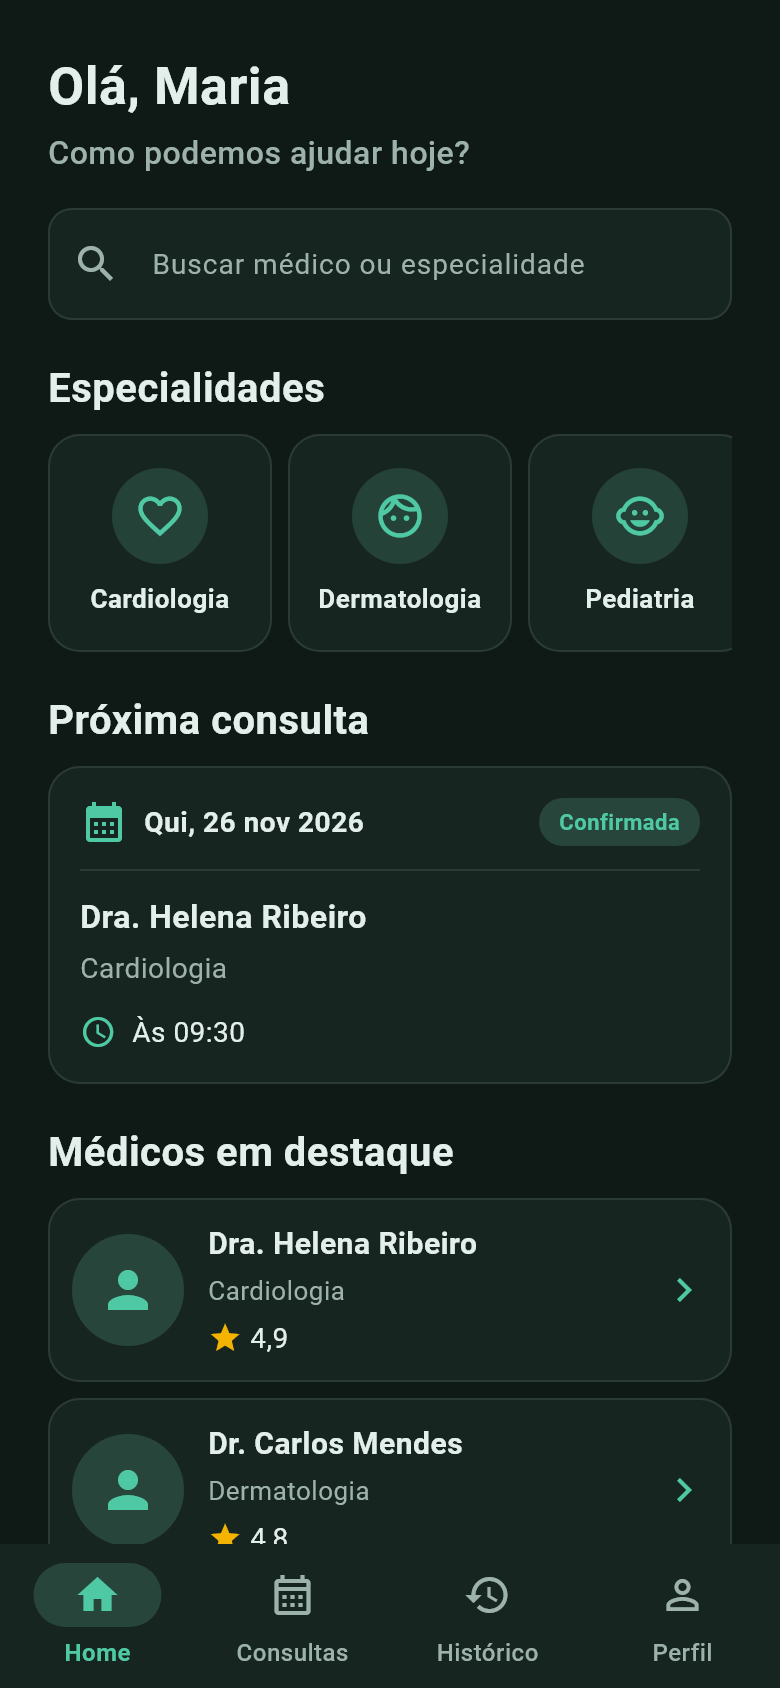 Olá, Maria
Como podemos ajudar hoje?
Buscar médico ou especialidade
Especialidades
Cardiologia
Dermatologia
Pediatria
Próxima consulta
Qui, 26 nov 2026
Confirmada
Dra. Helena Ribeiro
Cardiologia
Às 09:30
Médicos em destaque
Dra. Helena Ribeiro
Cardiologia
4,9
Dr. Carlos Mendes
Dermatologia
4,8
Home
Consultas
Histórico
Perfil